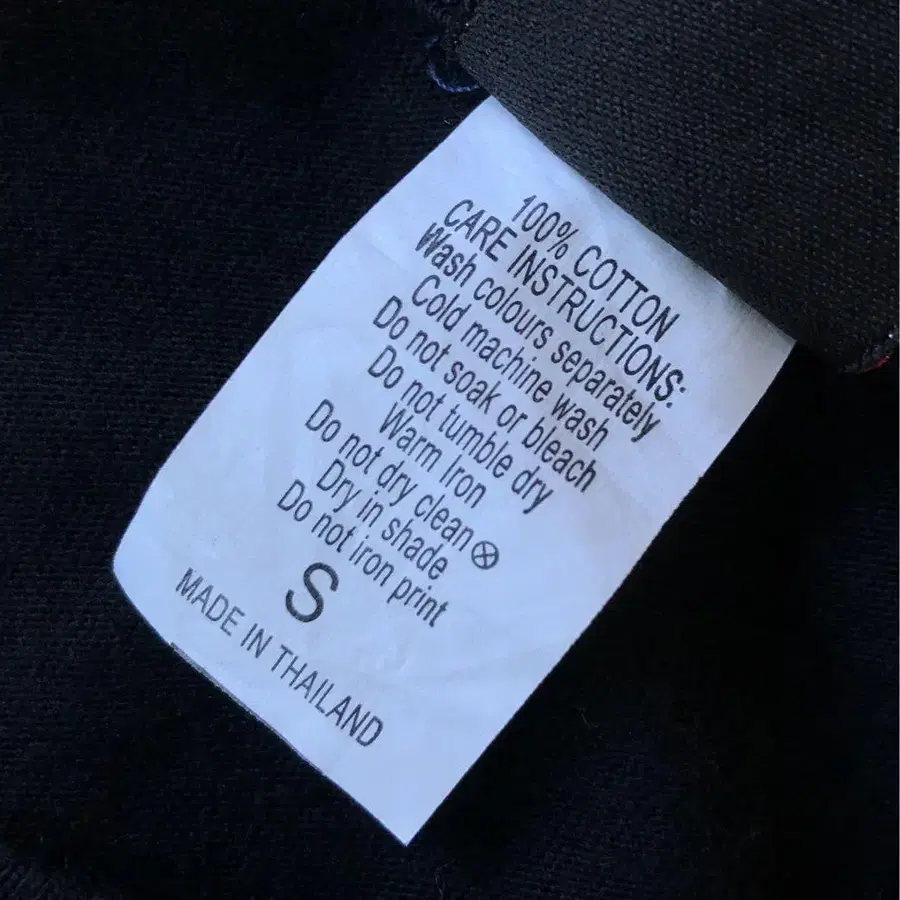 100% COTTON
CARE INSTRUCTIONS:
Wash colours separately
Cold machine wash
Do not soak or bleach
Do not tumble dry
Warm Iron
Do not dry clean
Dry in shade
Do not iron print
S
MADE IN THAILAND